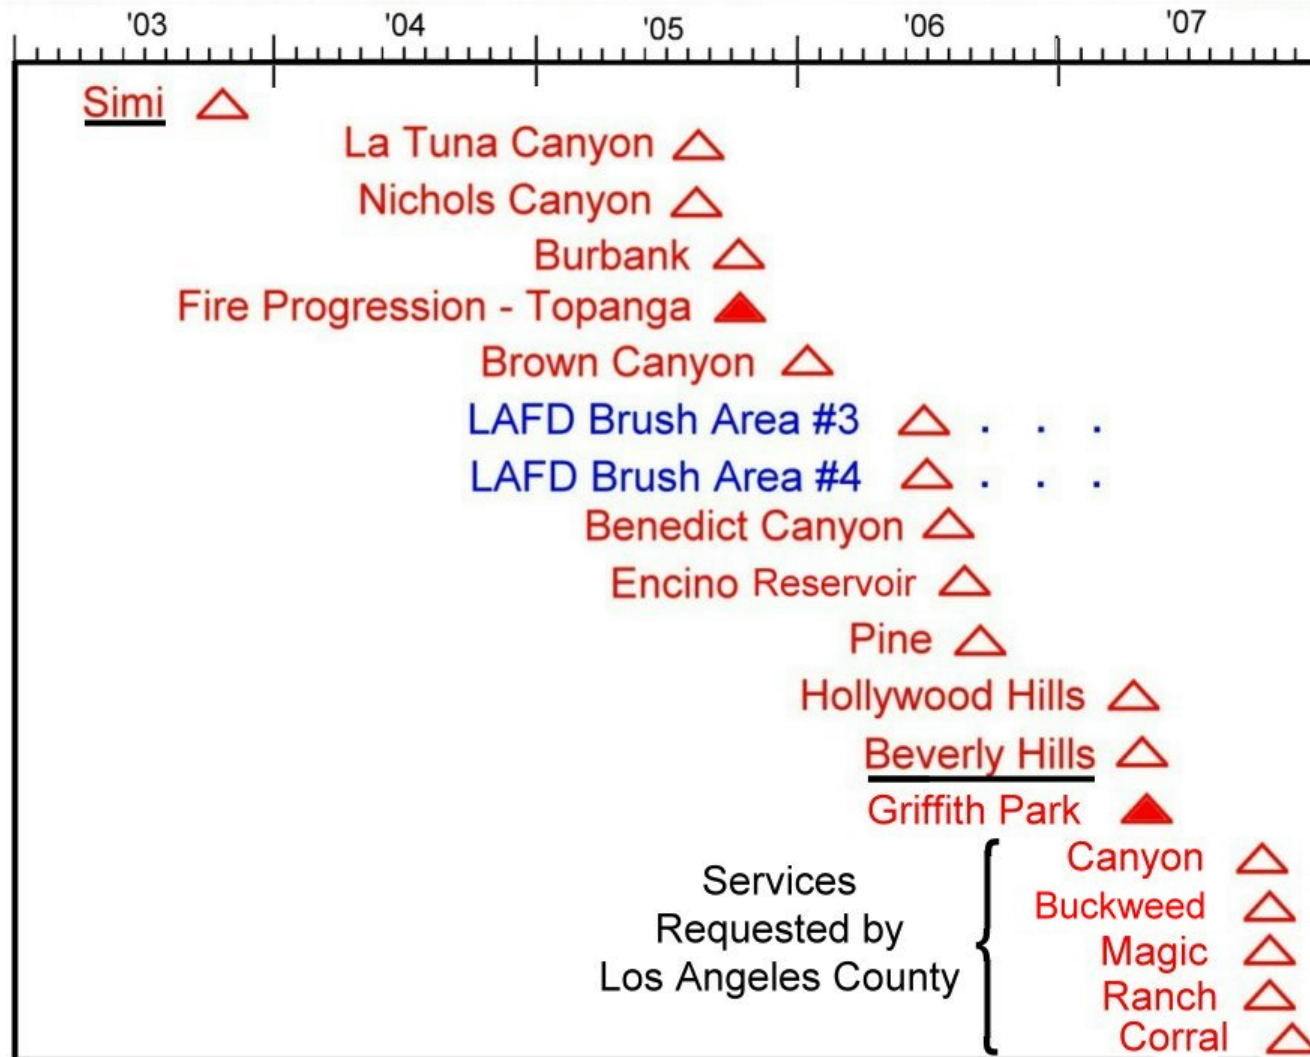 '03 '04 '05 '06 '07
Simi
La Tuna Canyon
Nichols Canyon
Burbank
Fire Progression - Topanga
Brown Canyon
LAFD Brush Area #3 . . .
LAFD Brush Area #4 . . .
Benedict Canyon
Encino Reservoir
Pine
Hollywood Hills
Beverly Hills
Griffith Park
Services
Requested by
Los Angeles County
Canyon
Buckweed
Magic
Ranch
Corral